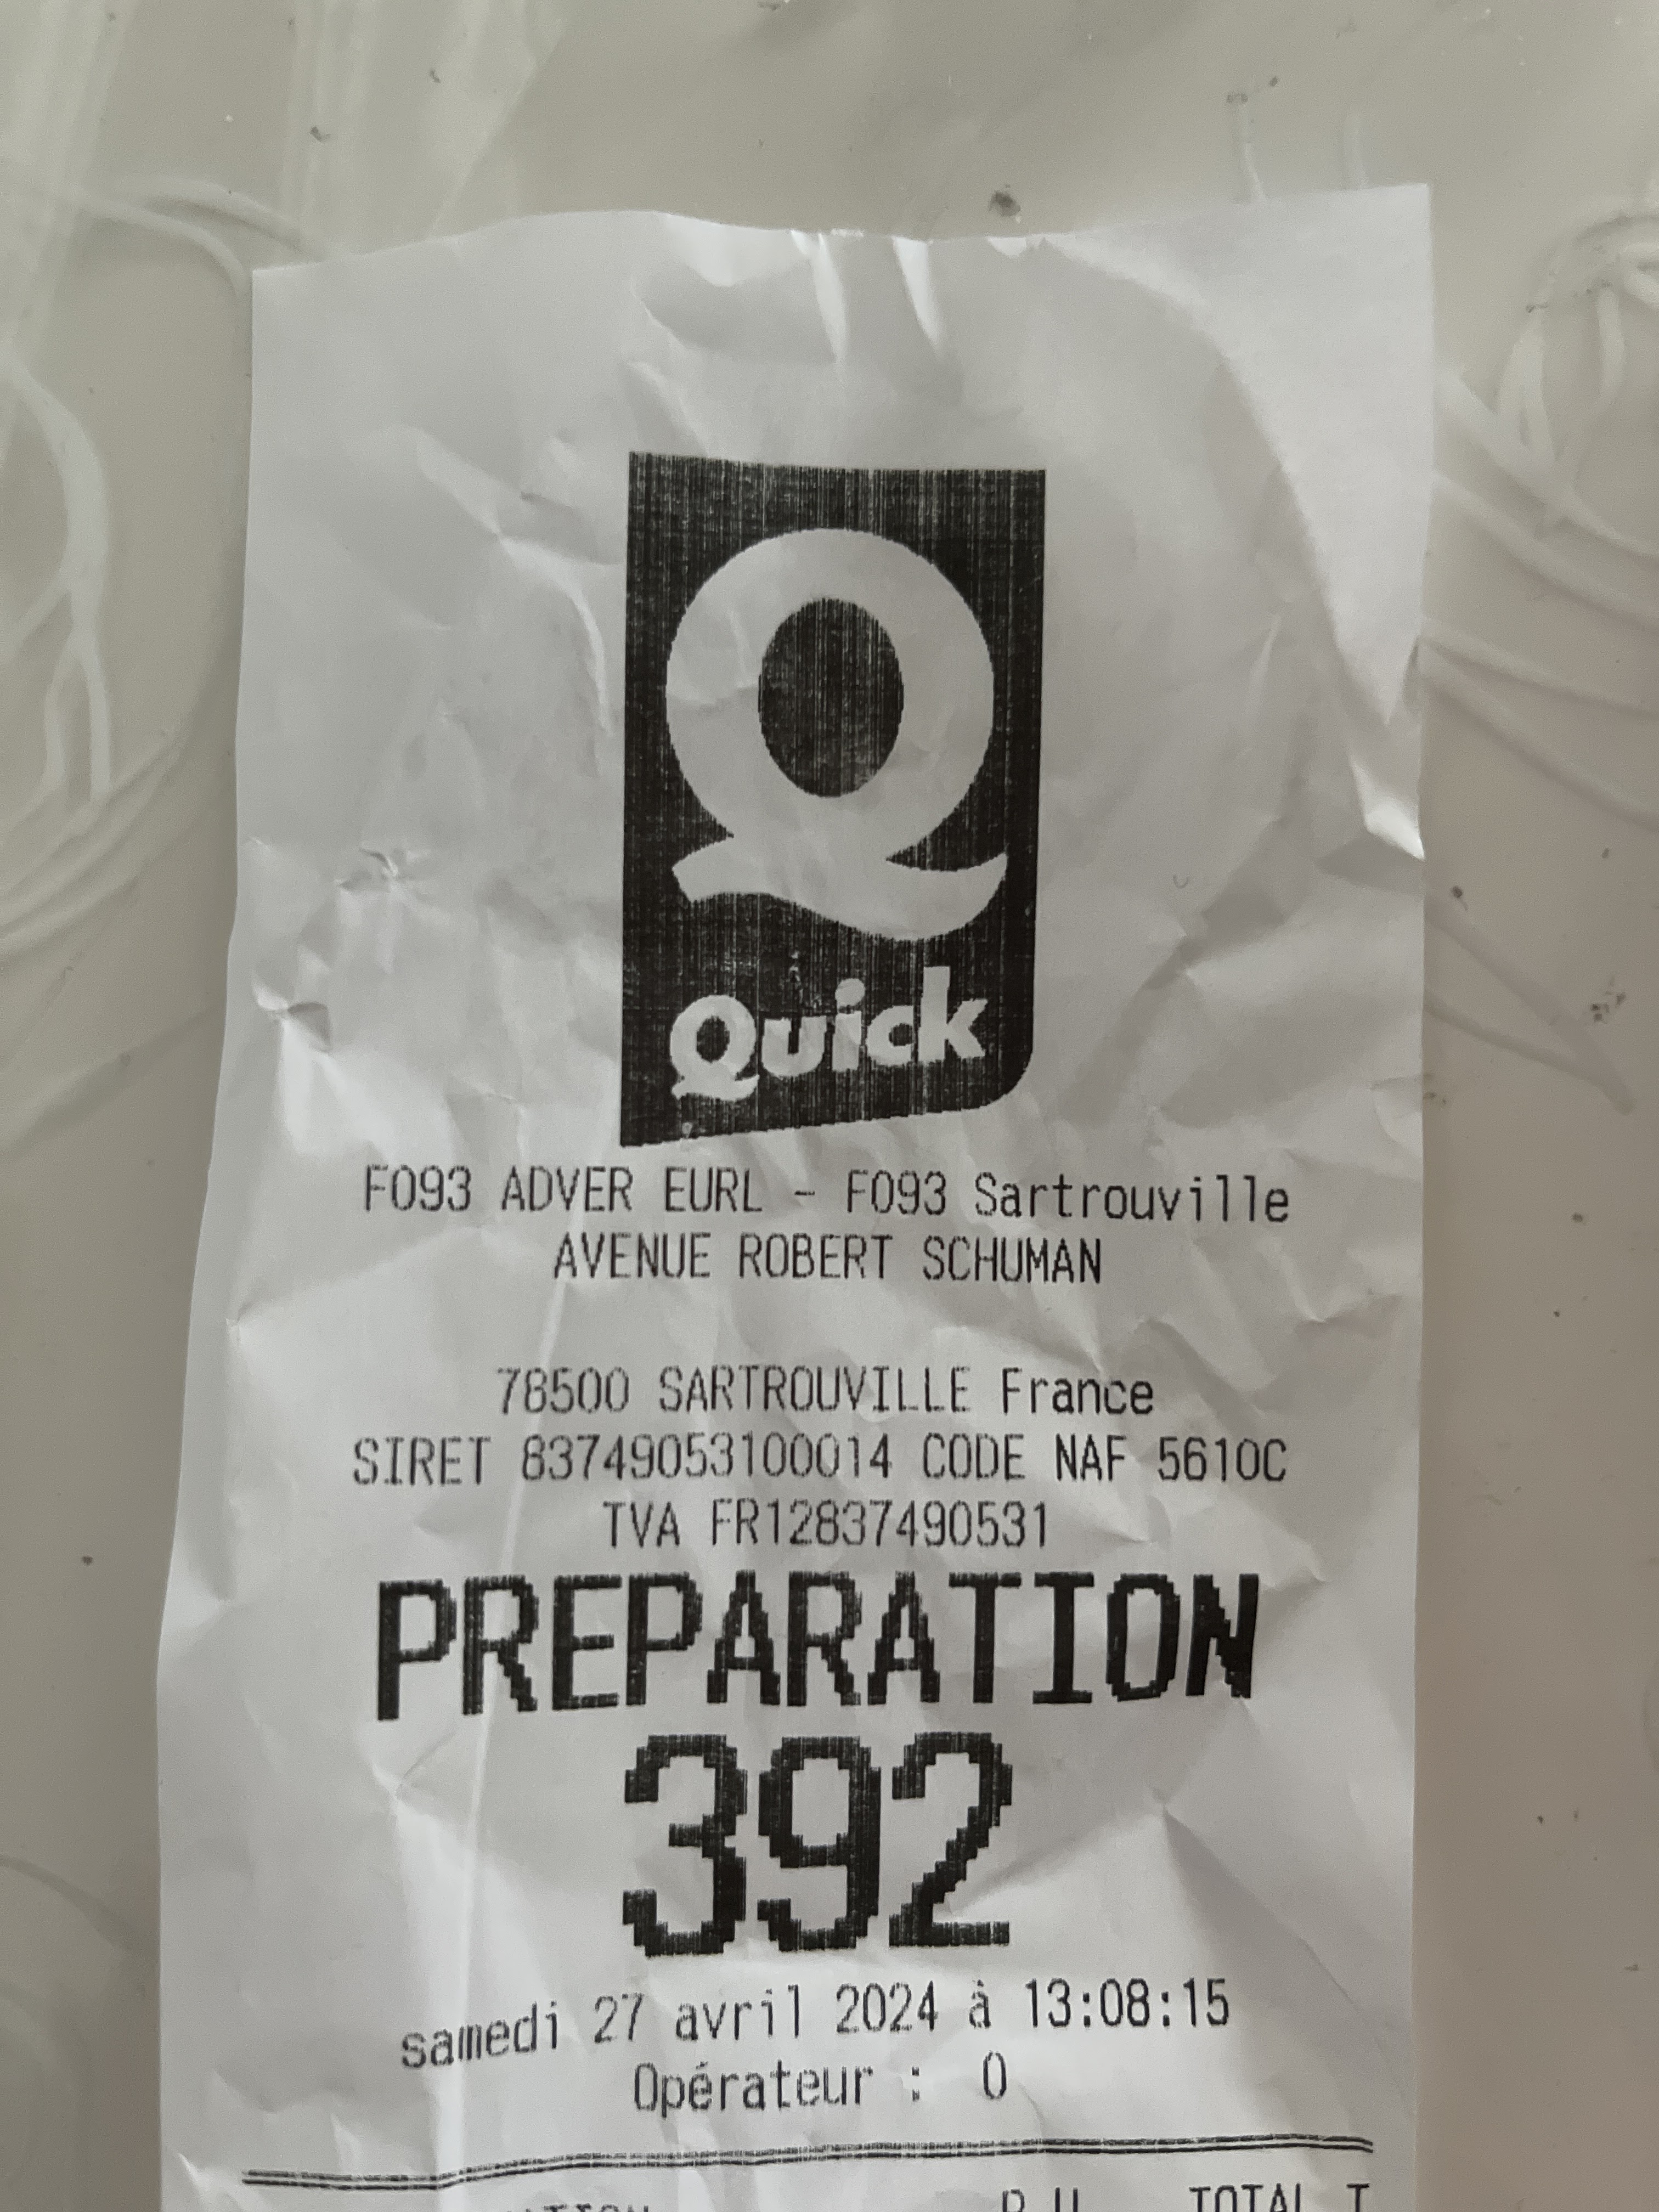 Quick
F093 ADVER EURL - F093 Sartrouville
AVENUE ROBERT SCHUMAN
78500 SARTROUVILLE France
SIRET 83749053100014 CODE NAF 5610C
TVA FR12837490531
PREPARATION
392
samedi 27 avril 2024 à 13:08:15
Opérateur : 0
P.U. TOTAL T